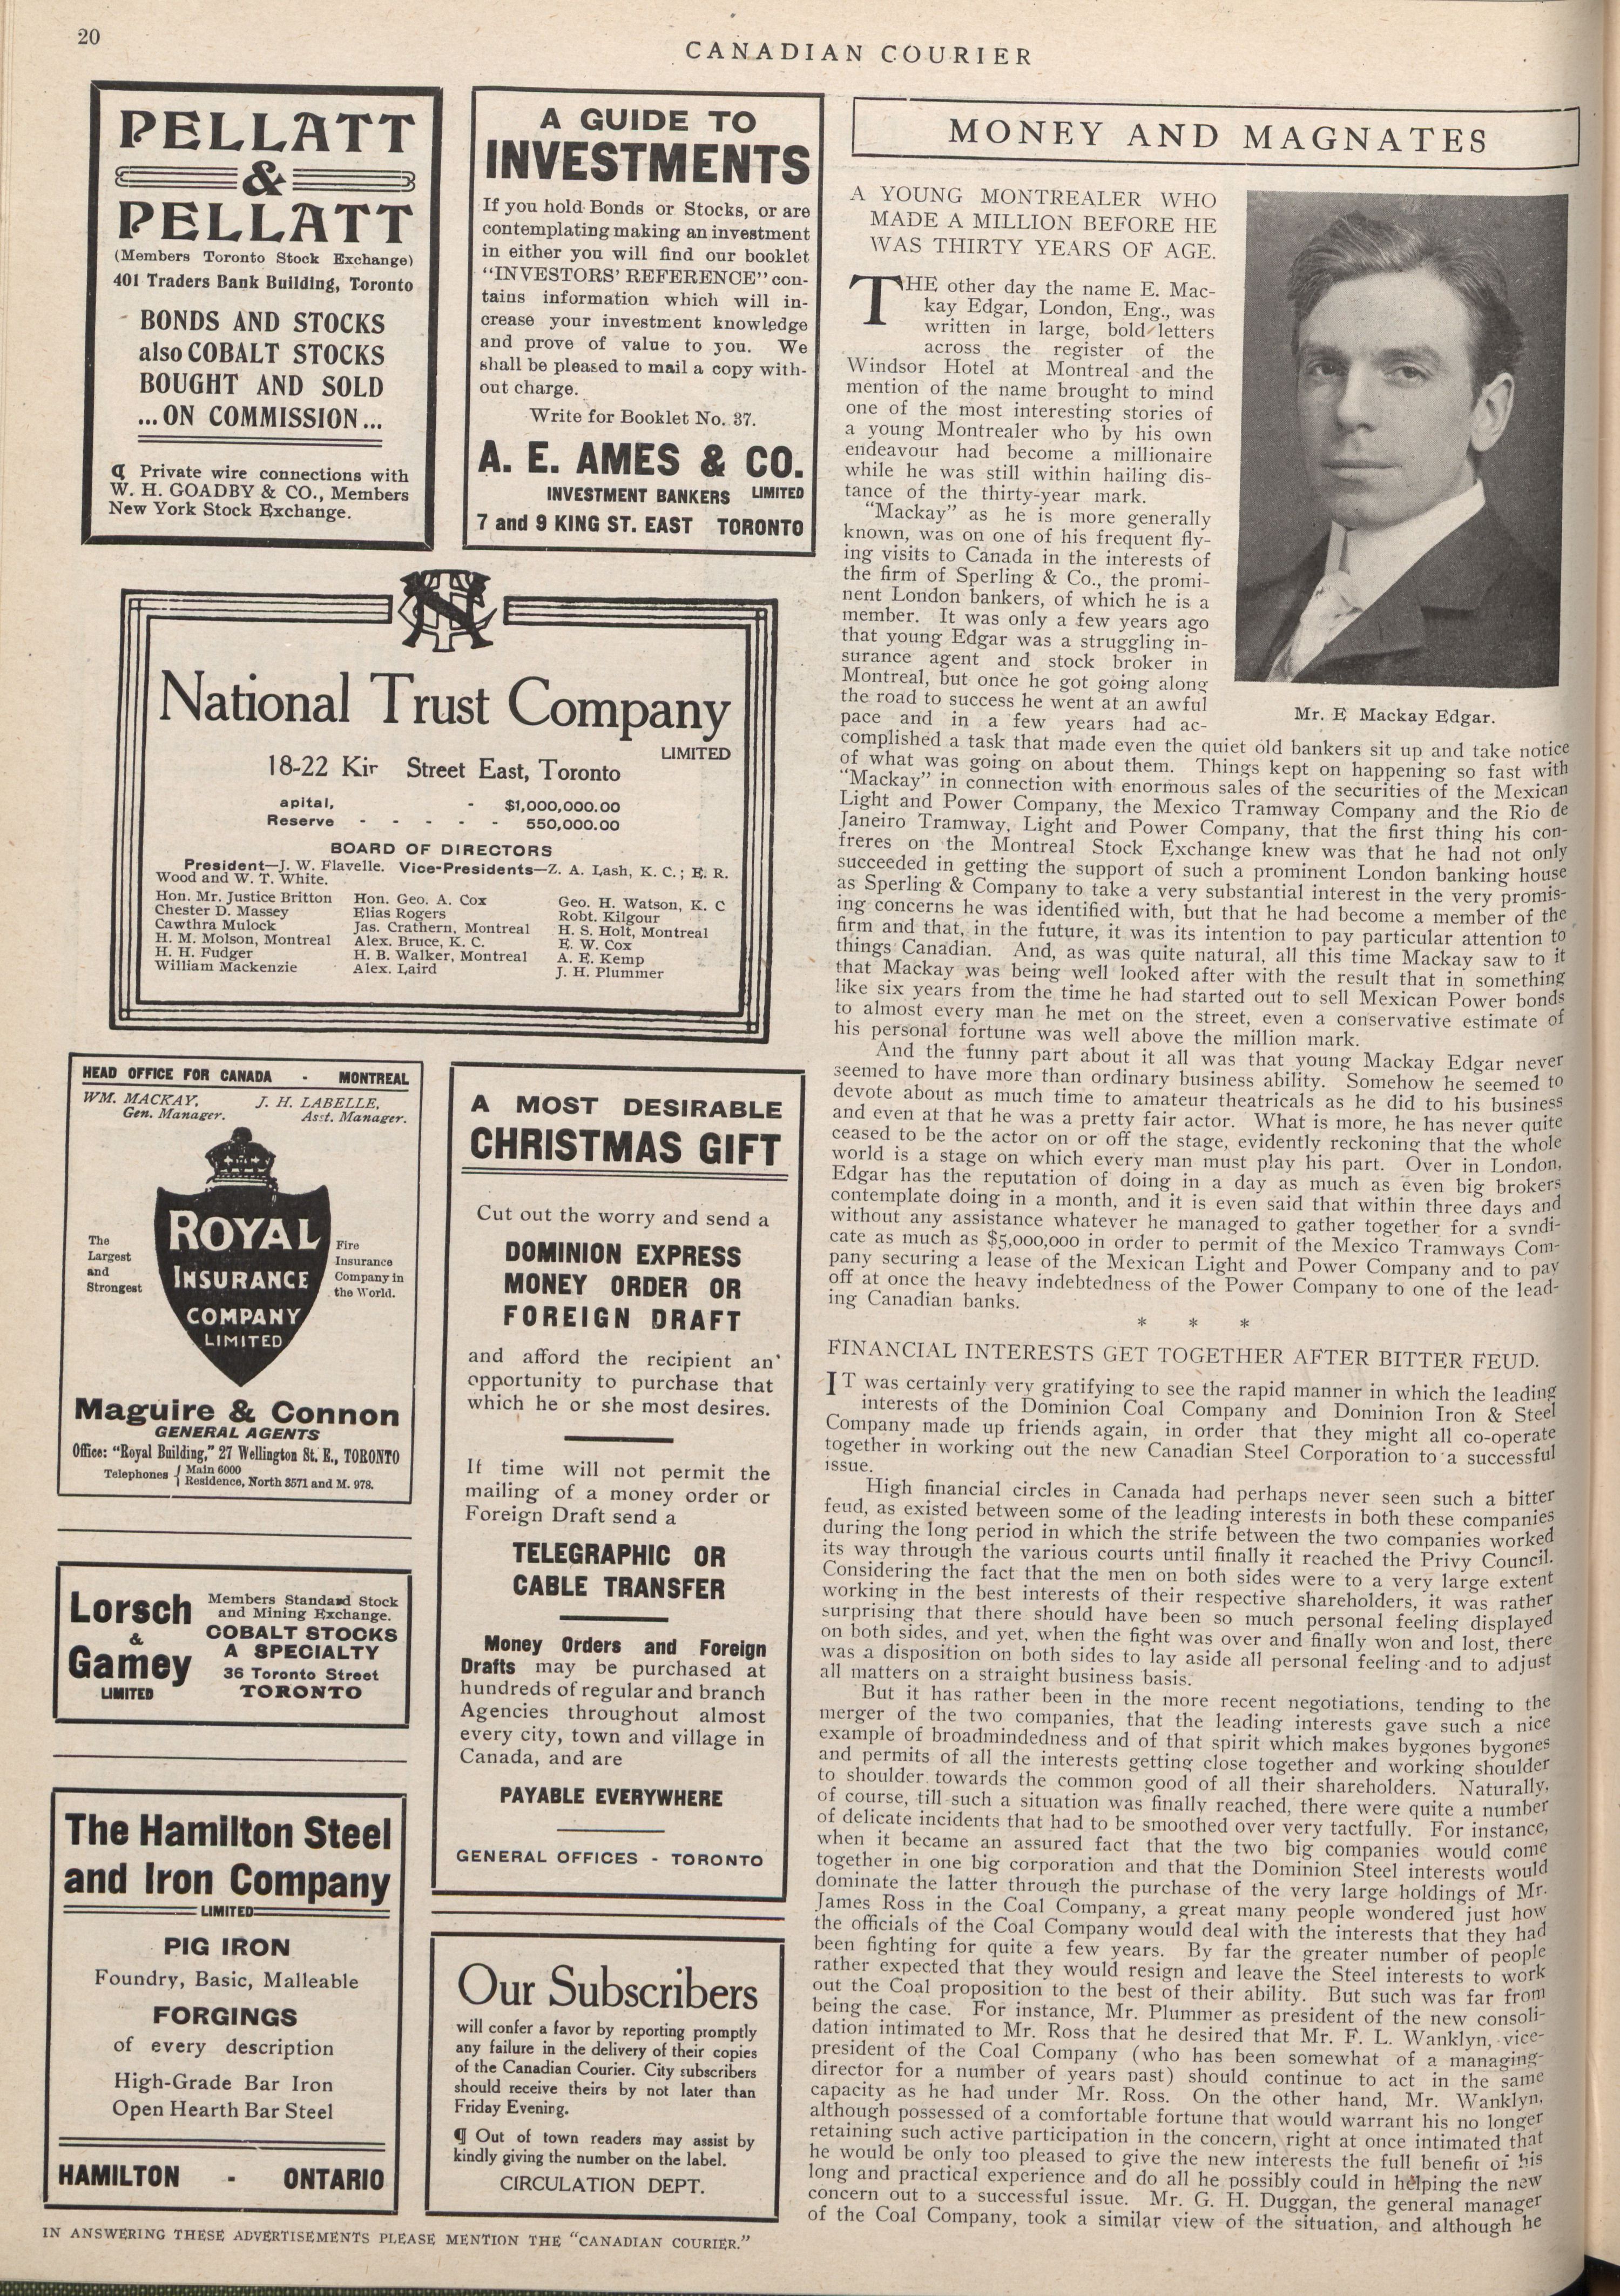 20
CANADIAN COURIER
PELLATT
&
PELLATT
(Members Toronto Stock Exchange)
401 Traders Bank Building, Toronto
BONDS AND STOCKS
also COBALT STOCKS
BOUGHT AND SOLD
...ON COMMISSION...
¶ Private wire connections with
W. H. GOADBY & CO., Members
New York Stock Exchange.
A GUIDE TO
INVESTMENTS
If you hold Bonds or Stocks, or are
contemplating making an investment
in either you will find our booklet
"INVESTORS' REFERENCE" con-
tains information which will in-
crease your investment knowledge
and prove of value to you. We
shall be pleased to mail a copy with-
out charge.
Write for Booklet No. 37.
A. E. AMES & CO.
INVESTMENT BANKERS LIMITED
7 and 9 KING ST. EAST TORONTO
National Trust Company
LIMITED
18-22 Kir Street East, Toronto
apital, - $1,000,000.00
Reserve - - - - - 550,000.00
BOARD OF DIRECTORS
President—J. W. Flavelle. Vice-Presidents—Z. A. Lash, K. C.; E. R.
Wood and W. T. White.
Hon. Mr. Justice Britton
Chester D. Massey
Cawthra Mulock
H. M. Molson, Montreal
H. H. Fudger
William Mackenzie
Hon. Geo. A. Cox
Elias Rogers
Jas. Crathern, Montreal
Alex. Bruce, K. C.
H. B. Walker, Montreal
Alex. Laird
Geo. H. Watson, K. C
Robt. Kilgour
H. S. Holt, Montreal
E. W. Cox
A. E. Kemp
J. H. Plummer
HEAD OFFICE FOR CANADA - MONTREAL
WM. MACKAY, J. H. LABELLE,
Gen. Manager. Asst. Manager.
The
Largest
and
Strongest
ROYAL
INSURANCE
COMPANY
LIMITED
Fire
Insurance
Company in
the World.
Maguire & Connon
GENERAL AGENTS
Office: "Royal Building," 27 Wellington St. E., TORONTO
Telephones { Main 6000
Residence, North 3571 and M. 978.
Lorsch
&
Gamey
LIMITED
Members Standard Stock
and Mining Exchange.
COBALT STOCKS
A SPECIALTY
36 Toronto Street
TORONTO
The Hamilton Steel
and Iron Company
LIMITED
PIG IRON
Foundry, Basic, Malleable
FORGINGS
of every description
High-Grade Bar Iron
Open Hearth Bar Steel
HAMILTON - ONTARIO
A MOST DESIRABLE
CHRISTMAS GIFT
Cut out the worry and send a
DOMINION EXPRESS
MONEY ORDER OR
FOREIGN DRAFT
and afford the recipient an
opportunity to purchase that
which he or she most desires.
If time will not permit the
mailing of a money order or
Foreign Draft send a
TELEGRAPHIC OR
CABLE TRANSFER
Money Orders and Foreign
Drafts may be purchased at
hundreds of regular and branch
Agencies throughout almost
every city, town and village in
Canada, and are
PAYABLE EVERYWHERE
GENERAL OFFICES - TORONTO
Our Subscribers
will confer a favor by reporting promptly
any failure in the delivery of their copies
of the Canadian Courier. City subscribers
should receive theirs by not later than
Friday Evening.
¶ Out of town readers may assist by
kindly giving the number on the label.
CIRCULATION DEPT.
IN ANSWERING THESE ADVERTISEMENTS PLEASE MENTION THE "CANADIAN COURIER."
MONEY AND MAGNATES
A YOUNG MONTREALER WHO
MADE A MILLION BEFORE HE
WAS THIRTY YEARS OF AGE.
THE other day the name E. Mac-
kay Edgar, London, Eng., was
written in large, bold letters
across the register of the
Windsor Hotel at Montreal and the
mention of the name brought to mind
one of the most interesting stories of
a young Montrealer who by his own
endeavour had become a millionaire
while he was still within hailing dis-
tance of the thirty-year mark.
"Mackay" as he is more generally
known, was on one of his frequent fly-
ing visits to Canada in the interests of
the firm of Sperling & Co., the promi-
nent London bankers, of which he is a
member. It was only a few years ago
that young Edgar was a struggling in-
surance agent and stock broker in
Montreal, but once he got going along
the road to success he went at an awful
pace and in a few years had ac-
Mr. E Mackay Edgar.
complished a task that made even the quiet old bankers sit up and take notice
of what was going on about them. Things kept on happening so fast with
"Mackay" in connection with enormous sales of the securities of the Mexican
Light and Power Company, the Mexico Tramway Company and the Rio de
Janeiro Tramway, Light and Power Company, that the first thing his con-
freres on the Montreal Stock Exchange knew was that he had not only
succeeded in getting the support of such a prominent London banking house
as Sperling & Company to take a very substantial interest in the very promis-
ing concerns he was identified with, but that he had become a member of the
firm and that, in the future, it was its intention to pay particular attention to
things Canadian. And, as was quite natural, all this time Mackay saw to it
that Mackay was being well looked after with the result that in something
like six years from the time he had started out to sell Mexican Power bonds
to almost every man he met on the street, even a conservative estimate of
his personal fortune was well above the million mark.
And the funny part about it all was that young Mackay Edgar never
seemed to have more than ordinary business ability. Somehow he seemed to
devote about as much time to amateur theatricals as he did to his business
and even at that he was a pretty fair actor. What is more, he has never quite
ceased to be the actor on or off the stage, evidently reckoning that the whole
world is a stage on which every man must play his part. Over in London,
Edgar has the reputation of doing in a day as much as even big brokers
contemplate doing in a month, and it is even said that within three days and
without any assistance whatever he managed to gather together for a syndi-
cate as much as $5,000,000 in order to permit of the Mexico Tramways Com-
pany securing a lease of the Mexican Light and Power Company and to pay
off at once the heavy indebtedness of the Power Company to one of the lead-
ing Canadian banks.
* * *
FINANCIAL INTERESTS GET TOGETHER AFTER BITTER FEUD.
IT was certainly very gratifying to see the rapid manner in which the leading
interests of the Dominion Coal Company and Dominion Iron & Steel
Company made up friends again, in order that they might all co-operate
together in working out the new Canadian Steel Corporation to a successful
issue.
High financial circles in Canada had perhaps never seen such a bitter
feud, as existed between some of the leading interests in both these companies
during the long period in which the strife between the two companies worked
its way through the various courts until finally it reached the Privy Council.
Considering the fact that the men on both sides were to a very large extent
working in the best interests of their respective shareholders, it was rather
surprising that there should have been so much personal feeling displayed
on both sides, and yet, when the fight was over and finally won and lost, there
was a disposition on both sides to lay aside all personal feeling and to adjust
all matters on a straight business basis.
But it has rather been in the more recent negotiations, tending to the
merger of the two companies, that the leading interests gave such a nice
example of broadmindedness and of that spirit which makes bygones bygones
and permits of all the interests getting close together and working shoulder
to shoulder towards the common good of all their shareholders. Naturally,
of course, till such a situation was finally reached, there were quite a number
of delicate incidents that had to be smoothed over very tactfully. For instance,
when it became an assured fact that the two big companies would come
together in one big corporation and that the Dominion Steel interests would
dominate the latter through the purchase of the very large holdings of Mr.
James Ross in the Coal Company, a great many people wondered just how
the officials of the Coal Company would deal with the interests that they had
been fighting for quite a few years. By far the greater number of people
rather expected that they would resign and leave the Steel interests to work
out the Coal proposition to the best of their ability. But such was far from
being the case. For instance, Mr. Plummer as president of the new consoli-
dation intimated to Mr. Ross that he desired that Mr. F. L. Wanklyn, vice-
president of the Coal Company (who has been somewhat of a managing-
director for a number of years past) should continue to act in the same
capacity as he had under Mr. Ross. On the other hand, Mr. Wanklyn,
although possessed of a comfortable fortune that would warrant his no longer
retaining such active participation in the concern, right at once intimated that
he would be only too pleased to give the new interests the full benefit of his
long and practical experience and do all he possibly could in helping the new
concern out to a successful issue. Mr. G. H. Duggan, the general manager
of the Coal Company, took a similar view of the situation, and although he